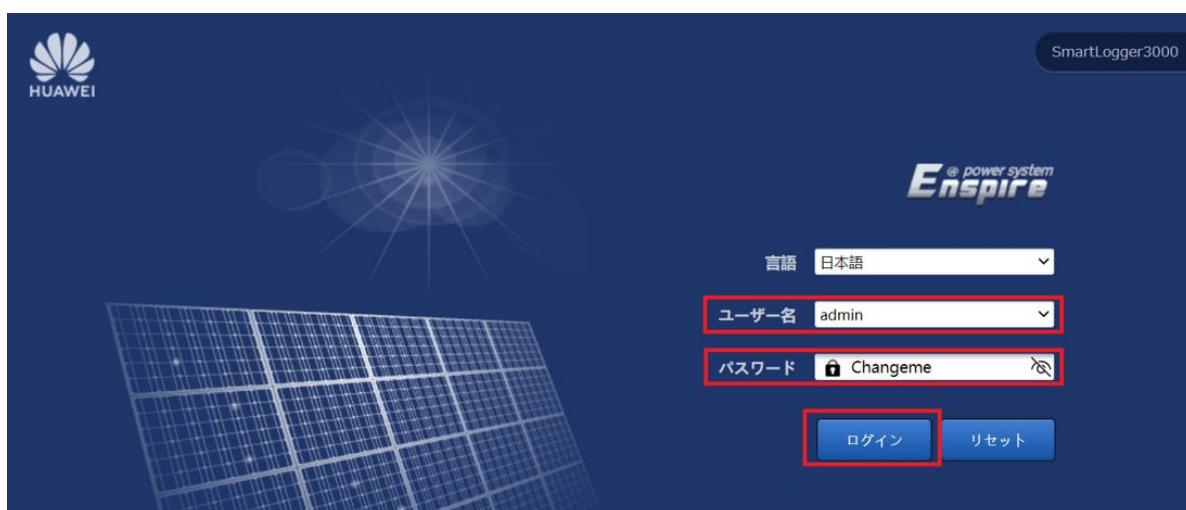 HUAWEI
SmartLogger3000
Enspire
@ power system
言語 日本語
ユーザー名 admin
パスワード Changeme
ログイン リセット